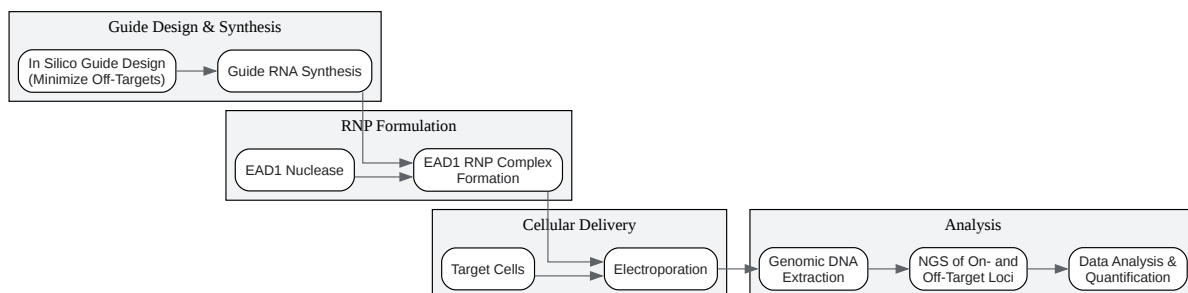 Guide Design & Synthesis
In Silico Guide Design
(Minimize Off-Targets)
Guide RNA Synthesis
RNP Formulation
EAD1 Nuclease
EAD1 RNP Complex
Formation
Cellular Delivery
Target Cells
Electroporation
Analysis
Genomic DNA
Extraction
NGS of On- and
Off-Target Loci
Data Analysis &
Quantification